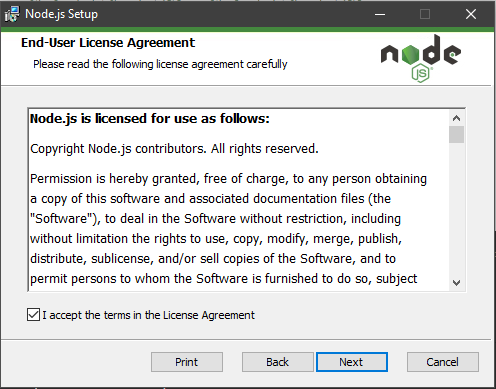 Node.js Setup
End-User License Agreement
Please read the following license agreement carefully
node
JS
Node.js is licensed for use as follows:
Copyright Node.js contributors. All rights reserved.
Permission is hereby granted, free of charge, to any person obtaining
a copy of this software and associated documentation files (the
"Software"), to deal in the Software without restriction, including
without limitation the rights to use, copy, modify, merge, publish,
distribute, sublicense, and/or sell copies of the Software, and to
permit persons to whom the Software is furnished to do so, subject
I accept the terms in the License Agreement
Print
Back
Next
Cancel